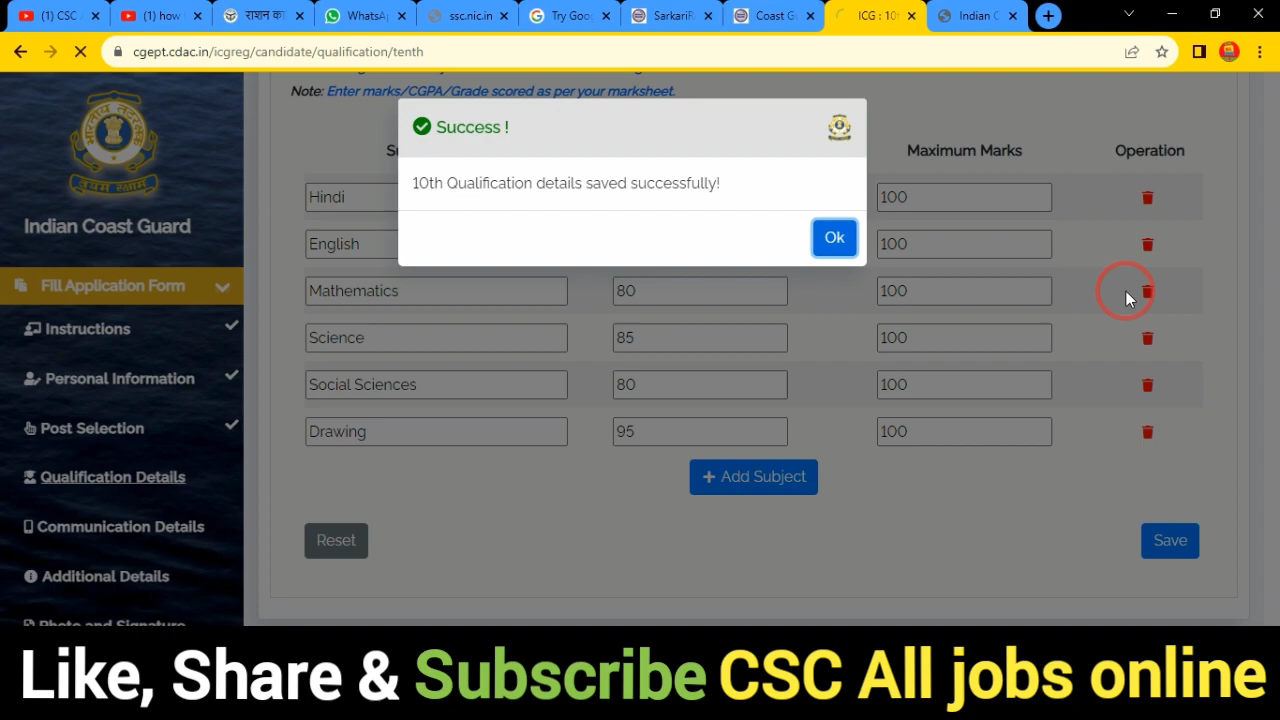 (1) CSC
(1) how
राशन का
WhatsA
ssc.nic.in
Try Goo
SarkariR
Coast G
ICG : 10
Indian C
cgept.cdac.in/icgreg/candidate/qualification/tenth
Note: Enter marks/CGPA/Grade scored as per your marksheet.
Success !
10th Qualification details saved successfully!
Ok
Maximum Marks Operation
Hindi 100
English 100
Mathematics 80 100
Science 85 100
Social Sciences 80 100
Drawing 95 100
+ Add Subject
Reset Save
Indian Coast Guard
Fill Application Form
Instructions
Personal Information
Post Selection
Qualification Details
Communication Details
Additional Details
Photo and Signature
Like, Share & Subscribe CSC All jobs online